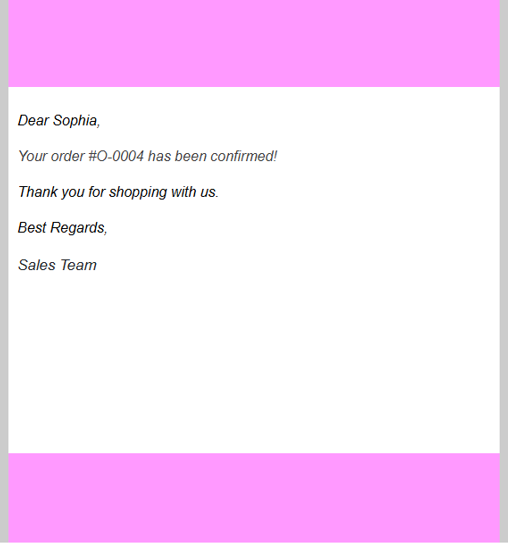 Dear Sophia,
Your order #O-0004 has been confirmed!
Thank you for shopping with us.
Best Regards,
Sales Team